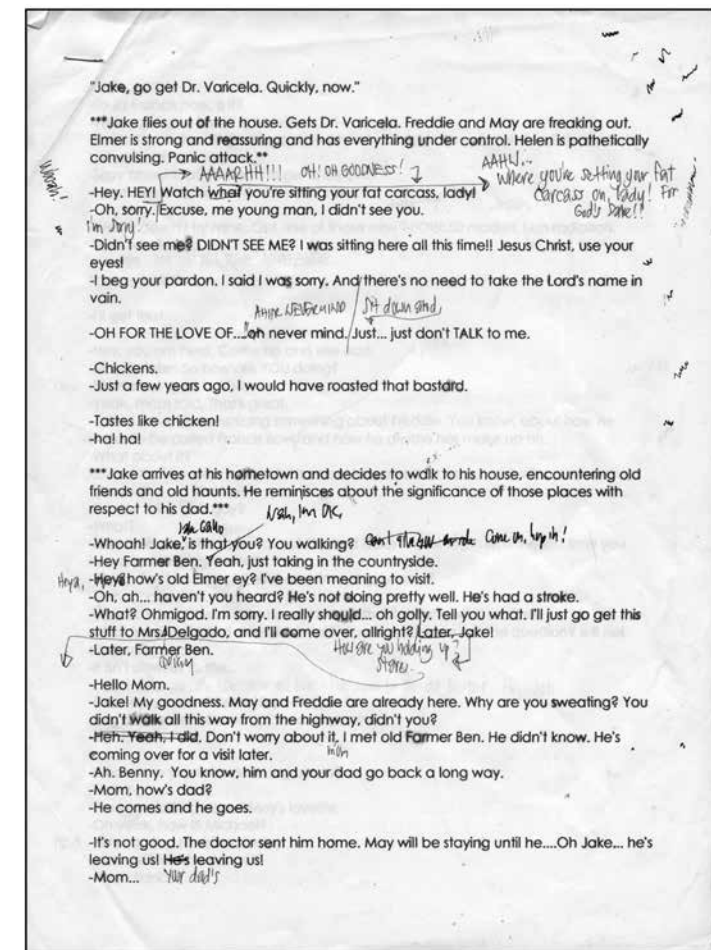 "Jake, go get Dr. Varicela. Quickly, now."
***Jake flies out of the house. Gets Dr. Varicela. Freddie and May are freaking out.
Elmer is strong and reassuring and has everything under control. Helen is pathetically
convulsing. Panic attack.**
Whoah!
AAAARHH!!! OH! OH GOODNESS!
AAHH...
Where you're setting your fat
carcass on, lady! For
God's Sake!!
-Hey. HEY! Watch what you're sitting your fat carcass, lady!
-Oh, sorry. Excuse, me young man, I didn't see you.
I'm sorry!
-Didn't see me? DIDN'T SEE ME? I was sitting here all this time!! Jesus Christ, use your
eyes!
-I beg your pardon. I said I was sorry. And there's no need to take the Lord's name in
vain.
NEVERMIND Sit down and
-OH FOR THE LOVE OF.... oh never mind. Just... just don't TALK to me.
-Chickens.
-Just a few years ago, I would have roasted that bastard.
-Tastes like chicken!
-ha! ha!
***Jake arrives at his hometown and decides to walk to his house, encountering old
friends and old haunts. He reminisces about the significance of those places with
respect to his dad.***
Nah, I'm OK,
-Whoah! Jake, is that you? You walking? Come on, hop in!
-Hey Farmer Ben. Yeah, just taking in the countryside.
Heya,
-Hey! how's old Elmer ey? I've been meaning to visit.
-Oh, ah... haven't you heard? He's not doing pretty well. He's had a stroke.
-What? Ohmigod. I'm sorry. I really should... oh golly. Tell you what. I'll just go get this
stuff to Mrs. Delgado, and I'll come over, allright? Later, Jake!
-Later, Farmer Ben.
How are you holding up?
-Hello Mom.
-Jake! My goodness. May and Freddie are already here. Why are you sweating? You
didn't walk all this way from the highway, didn't you?
-Heh. Yeah, I did. Don't worry about it, I met old Farmer Ben. He didn't know. He's
coming over for a visit later.
mom
-Ah. Benny. You know, him and your dad go back a long way.
-Mom, how's dad?
-He comes and he goes.
-It's not good. The doctor sent him home. May will be staying until he....Oh Jake... he's
leaving us! He's leaving us!
Your dad's
-Mom...